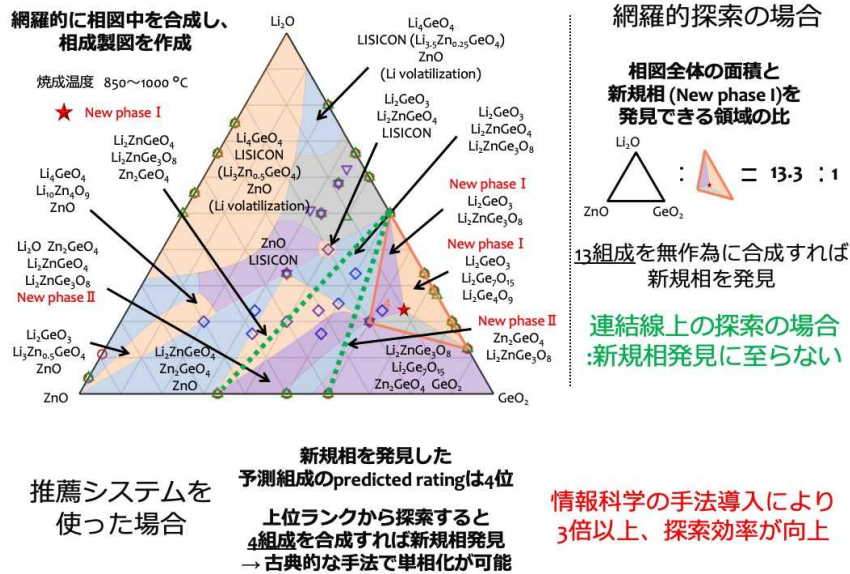 網羅的に相図中を合成し、
相成製図を作成
焼成温度 850～1000 °C
★ New phase I
Li₂O
Li₄GeO₄
LISICON (Li₃.₅Zn₀.₂₅GeO₄)
ZnO
(Li volatilization)
Li₂GeO₃
Li₂ZnGeO₄
LISICON
Li₂GeO₃
Li₂ZnGeO₄
Li₂ZnGe₃O₈
Li₂ZnGeO₄
Li₂ZnGe₃O₈
Zn₂GeO₄
Li₄GeO₄
LISICON
(Li₃Zn₀.₅GeO₄)
ZnO
(Li volatilization)
Li₄GeO₄
Li₁₀Zn₄O₉
ZnO
New phase I
Li₂GeO₃
Li₂ZnGe₃O₈
Li₂O Zn₂GeO₄
Li₂ZnGeO₄
Li₂ZnGe₃O₈
New phase II
ZnO
LISICON
New phase I
Li₂GeO₃
Li₂Ge₇O₁₅
Li₂Ge₄O₉
4
Li₂GeO₃
Li₃Zn₀.₅GeO₄
ZnO
Li₂ZnGeO₄
Zn₂GeO₄
ZnO
Li₂ZnGe₃O₈
Li₂Ge₇O₁₅
Zn₂GeO₄ GeO₂
New phase II
Zn₂GeO₄
Li₂ZnGe₃O₈
ZnO
GeO₂
網羅的探索の場合
相図全体の面積と
新規相 (New phase I)を
発見できる領域の比
Li₂O
ZnO GeO₂
: = 13.3 : 1
13組成を無作為に合成すれば
新規相を発見
連結線上の探索の場合
:新規相発見に至らない
推薦システムを
使った場合
新規相を発見した
予測組成のpredicted ratingは4位
上位ランクから探索すると
4組成を合成すれば新規相発見
→ 古典的な手法で単相化が可能
情報科学の手法導入により
3倍以上、探索効率が向上